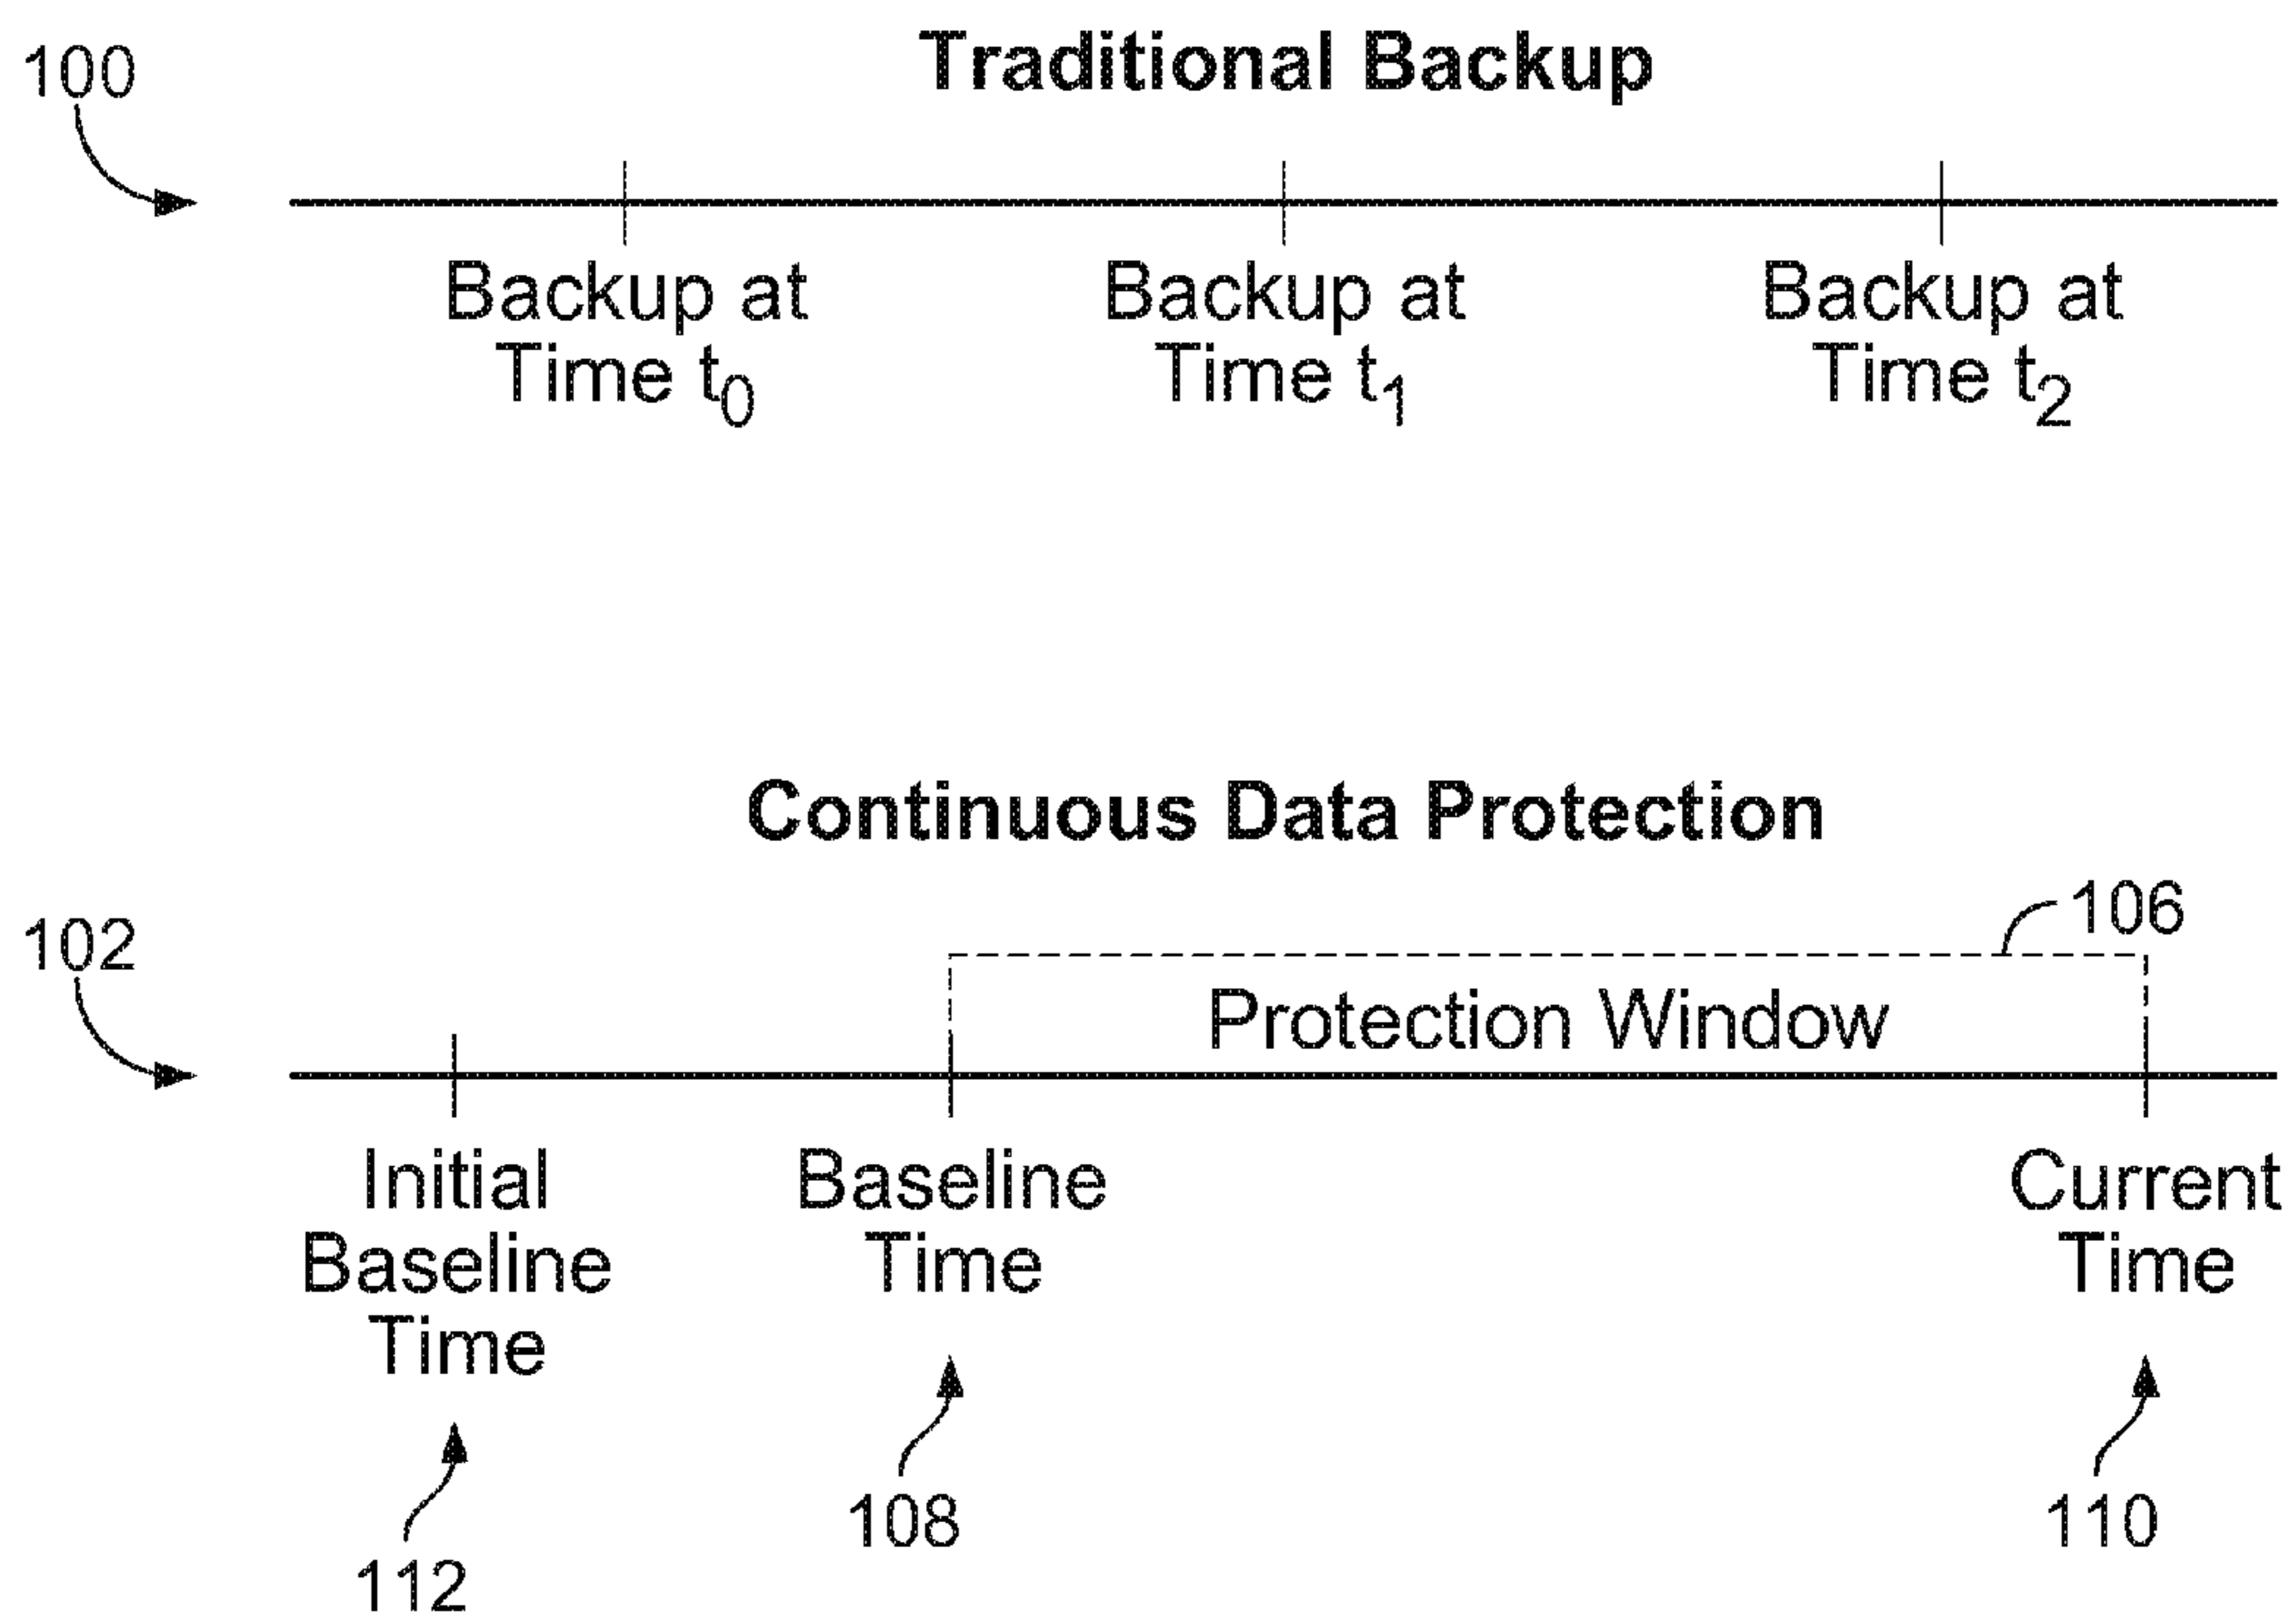 Traditional Backup
100
Backup at
Time t₀
Backup at
Time t₁
Backup at
Time t₂
Continuous Data Protection
106
102
Protection Window
Initial
Baseline
Time
Baseline
Time
Current
Time
112
108
110